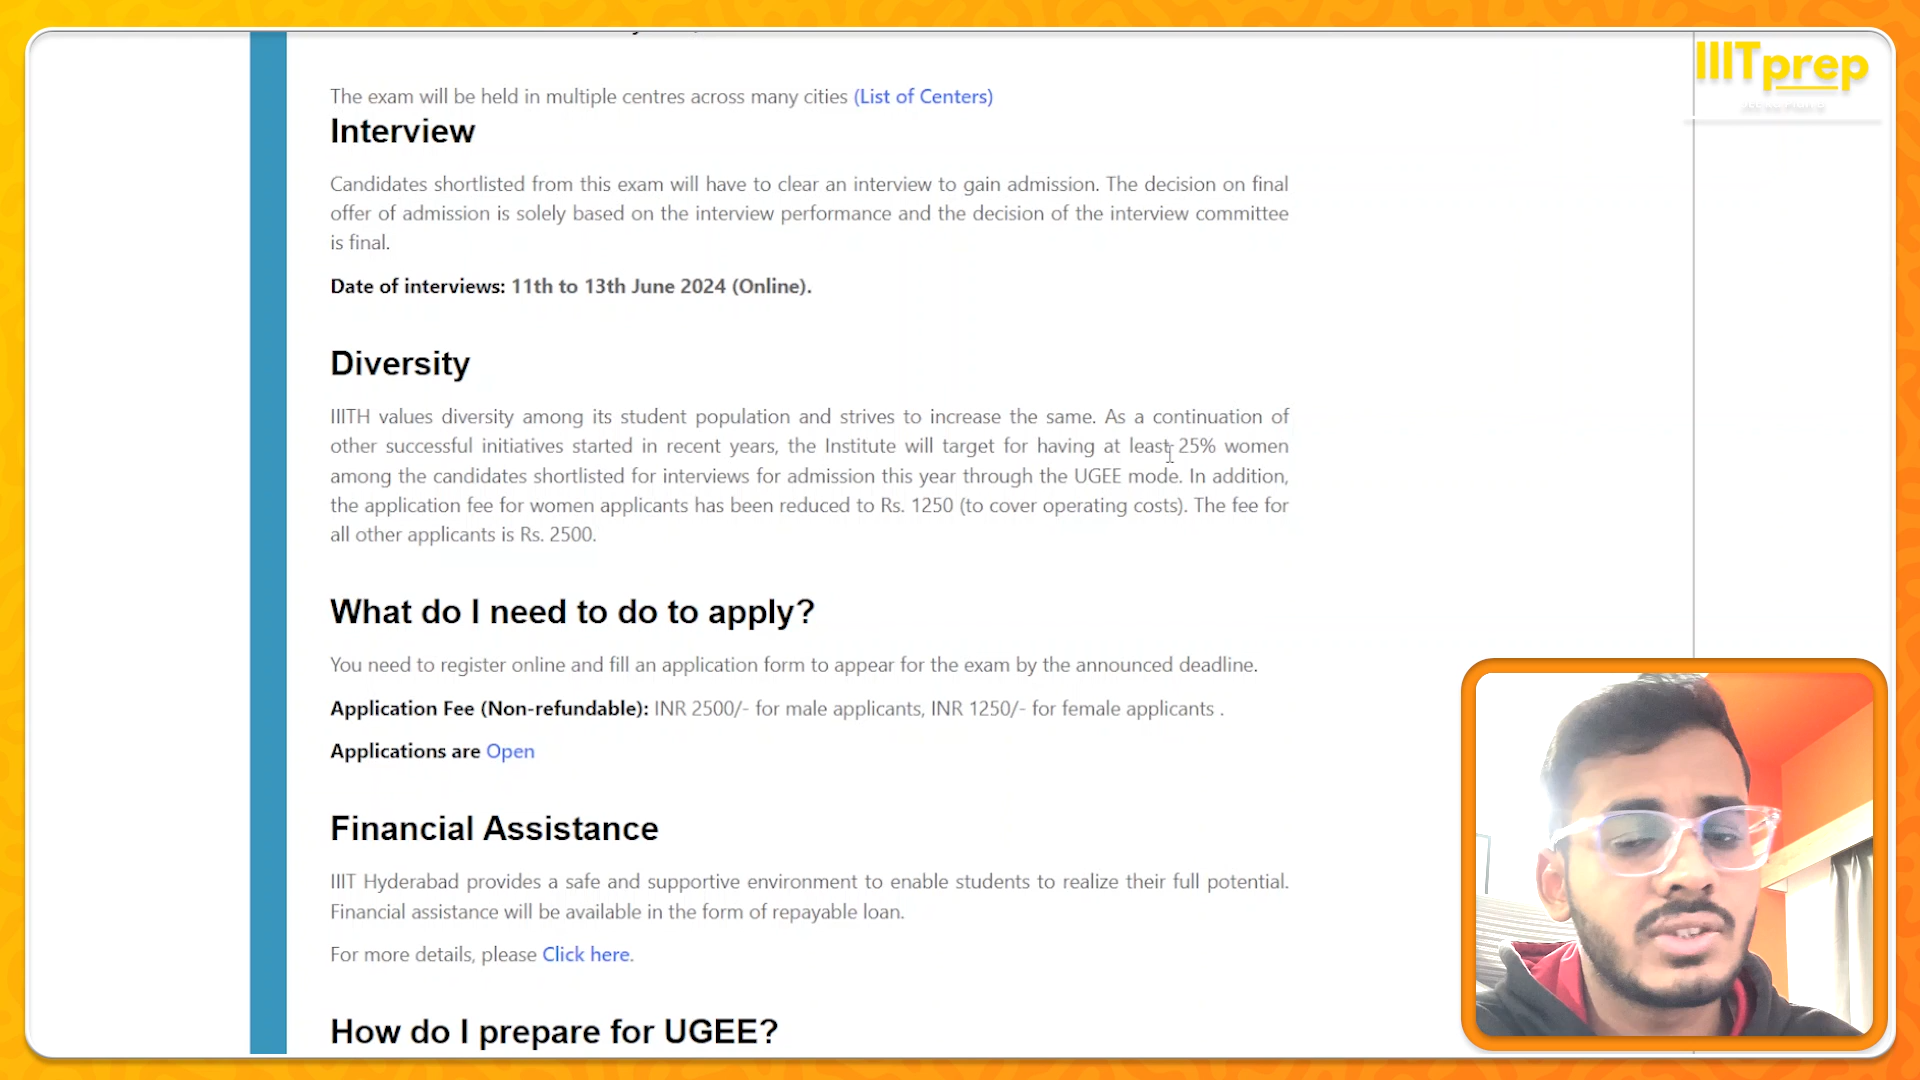 IIITprep
The exam will be held in multiple centres across many cities (List of Centers)
Interview
Candidates shortlisted from this exam will have to clear an interview to gain admission. The decision on final
offer of admission is solely based on the interview performance and the decision of the interview committee
is final.
Date of interviews: 11th to 13th June 2024 (Online).
Diversity
IIITH values diversity among its student population and strives to increase the same. As a continuation of
other successful initiatives started in recent years, the Institute will target for having at least 25% women
among the candidates shortlisted for interviews for admission this year through the UGEE mode. In addition,
the application fee for women applicants has been reduced to Rs. 1250 (to cover operating costs). The fee for
all other applicants is Rs. 2500.
What do I need to do to apply?
You need to register online and fill an application form to appear for the exam by the announced deadline.
Application Fee (Non-refundable): INR 2500/- for male applicants, INR 1250/- for female applicants .
Applications are Open
Financial Assistance
IIIT Hyderabad provides a safe and supportive environment to enable students to realize their full potential.
Financial assistance will be available in the form of repayable loan.
For more details, please Click here.
How do I prepare for UGEE?